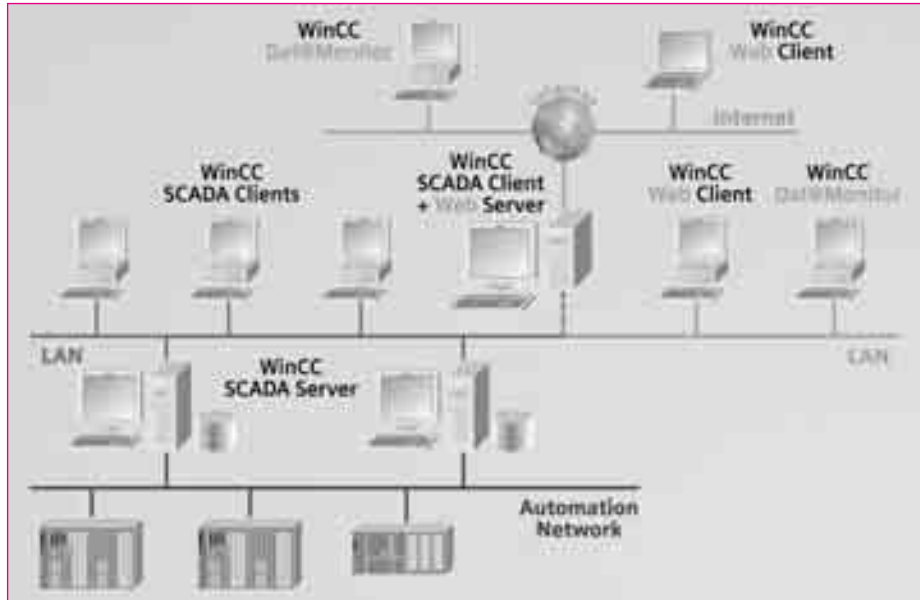 WinCC
Dat@Monitor
WinCC
Web Client
Internet
WinCC
SCADA Clients
WinCC
SCADA Client
+ Web Server
WinCC
Web Client
WinCC
Dat@Monitor
LAN
LAN
WinCC
SCADA Server
Automation
Network